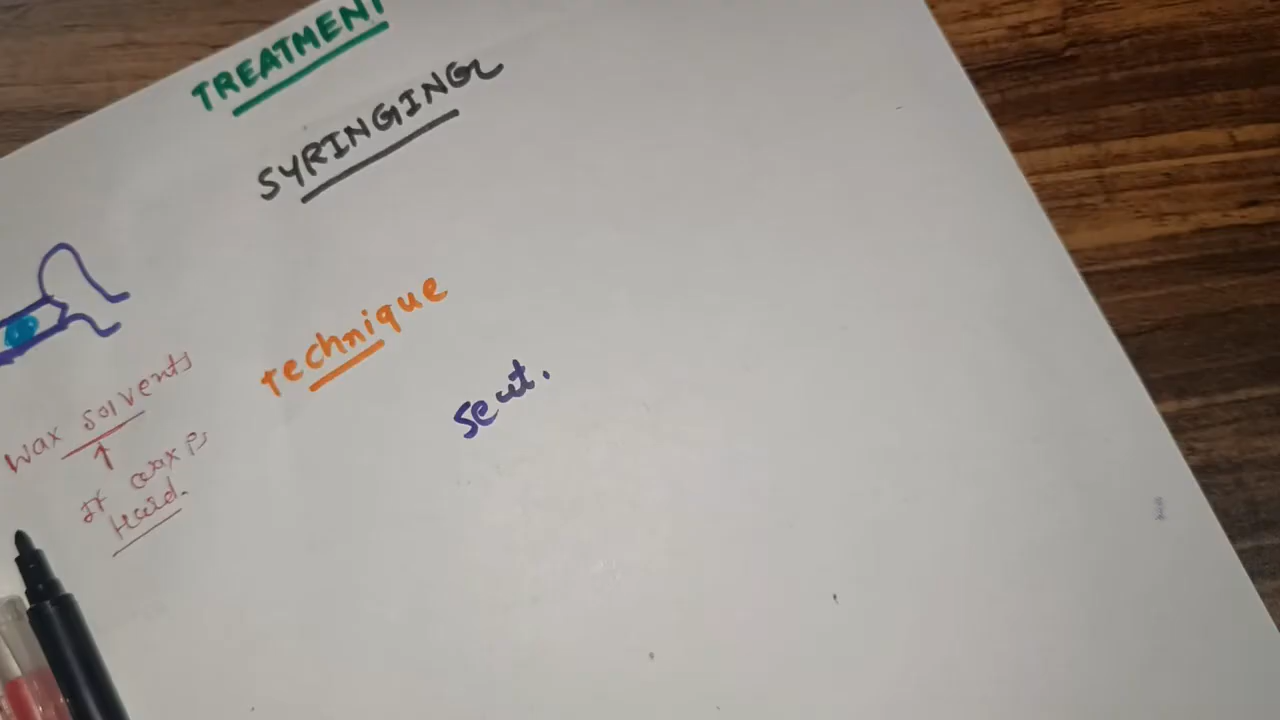 TREATMENT
SYRINGING
Technique
Seat.
Wax solvents
If wax is
Hard.